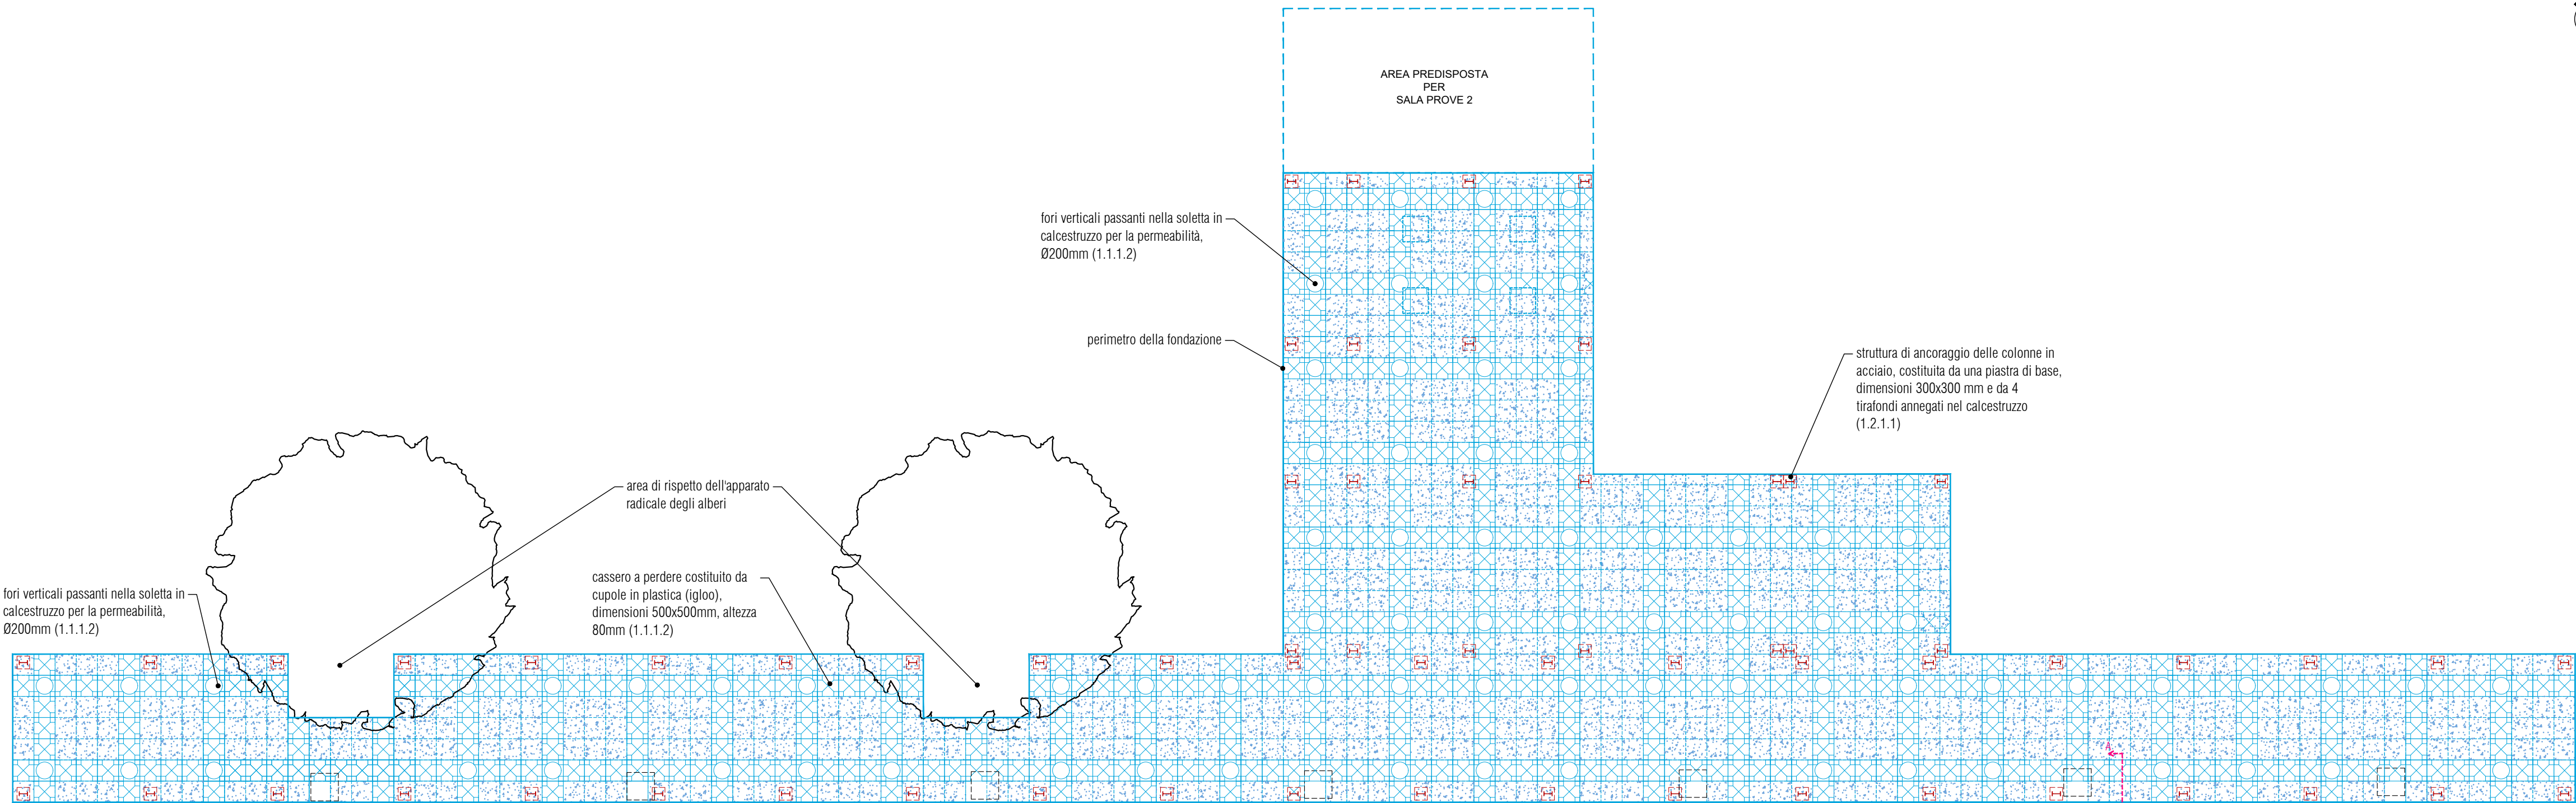 AREA PREDISPOSTA
PER
SALA PROVE 2
fori verticali passanti nella soletta in
calcestruzzo per la permeabilità,
Ø200mm (1.1.1.2)
perimetro della fondazione
struttura di ancoraggio delle colonne in
acciaio, costituita da una piastra di base,
dimensioni 300x300 mm e da 4
tirafondi annegati nel calcestruzzo
(1.2.1.1)
area di rispetto dell'apparato
radicale degli alberi
cassero a perdere costituito da
cupole in plastica (igloo),
dimensioni 500x500mm, altezza
80mm (1.1.1.2)
fori verticali passanti nella soletta in
calcestruzzo per la permeabilità,
Ø200mm (1.1.1.2)
A